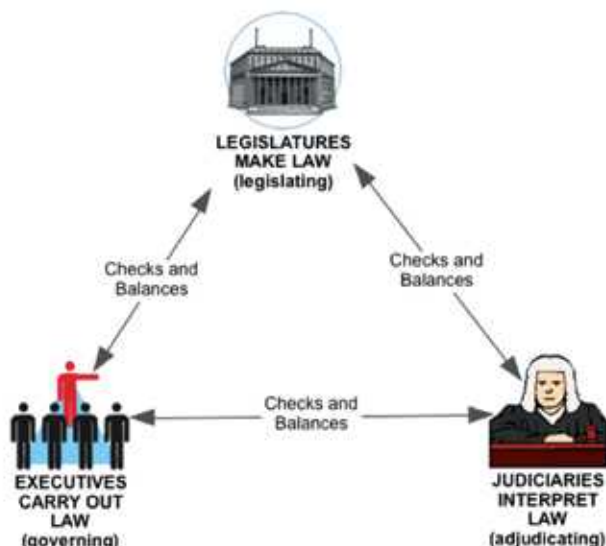 LEGISLATURES
MAKE LAW
(legislating)
Checks and
Balances
Checks and
Balances
Checks and
Balances
EXECUTIVES
CARRY OUT
LAW
(governing)
JUDICIARIES
INTERPRET
LAW
(adjudicating)